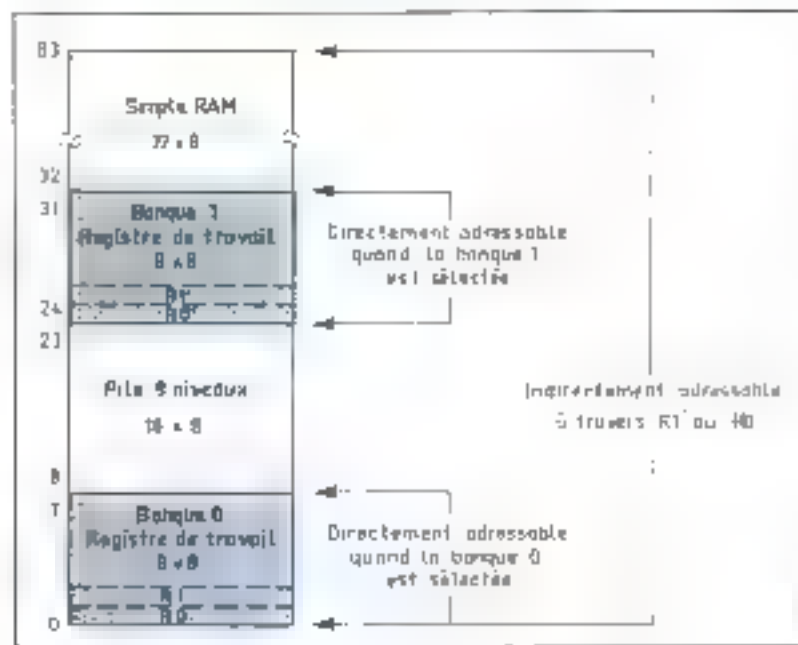 63
Simple RAM
32 x 8
32
31
Banque 1
Registre de travail
8 x 8
R1'
R0'
24
23
Directement adressable
quand la banque 1
est sélectée
Pile 8 niveaux
16 x 8
Indirectement adressable
à travers R1 ou R0
8
7
Banque 0
Registre de travail
8 x 8
R1
R0
0
Directement adressable
quand la banque 0
est sélectée